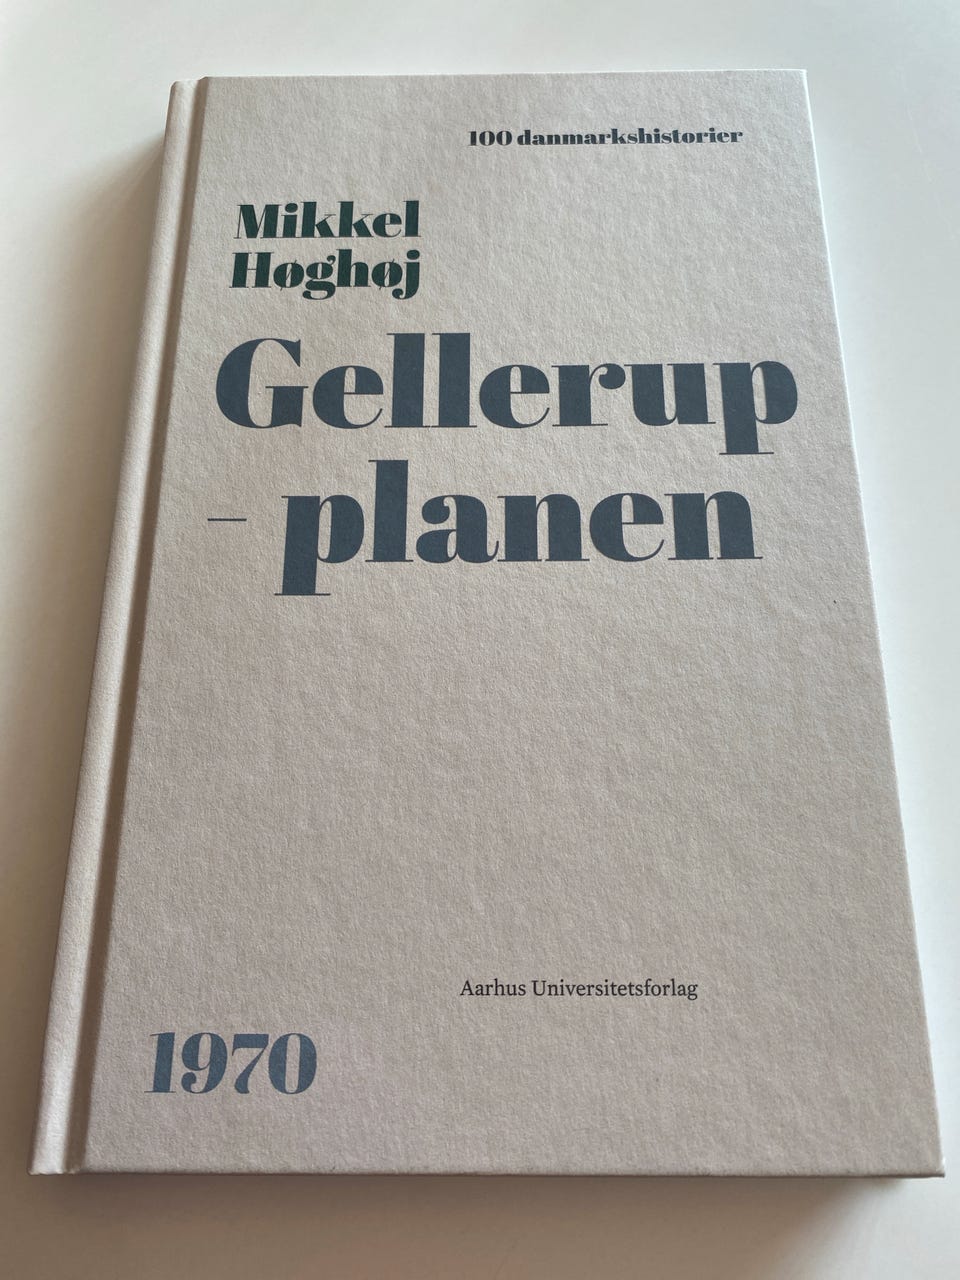 100 danmarkshistorier
Mikkel
Høghøj
Gellerup
– planen
Aarhus Universitetsforlag
1970